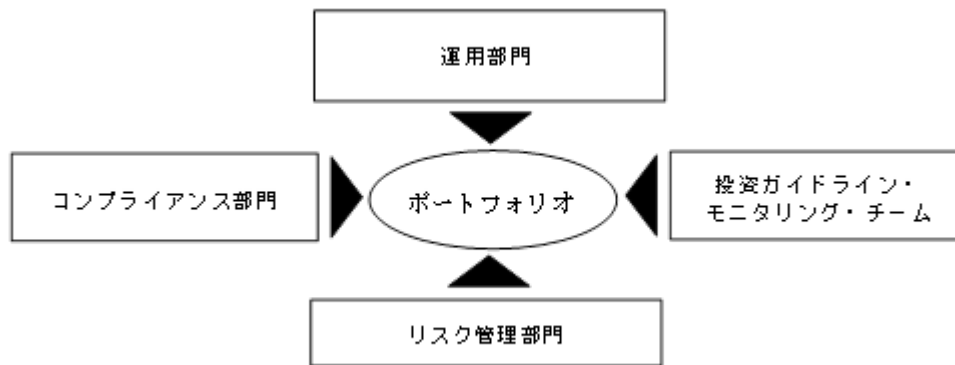 運用部門
コンプライアンス部門
ポートフォリオ
投資ガイドライン・
モニタリング・チーム
リスク管理部門